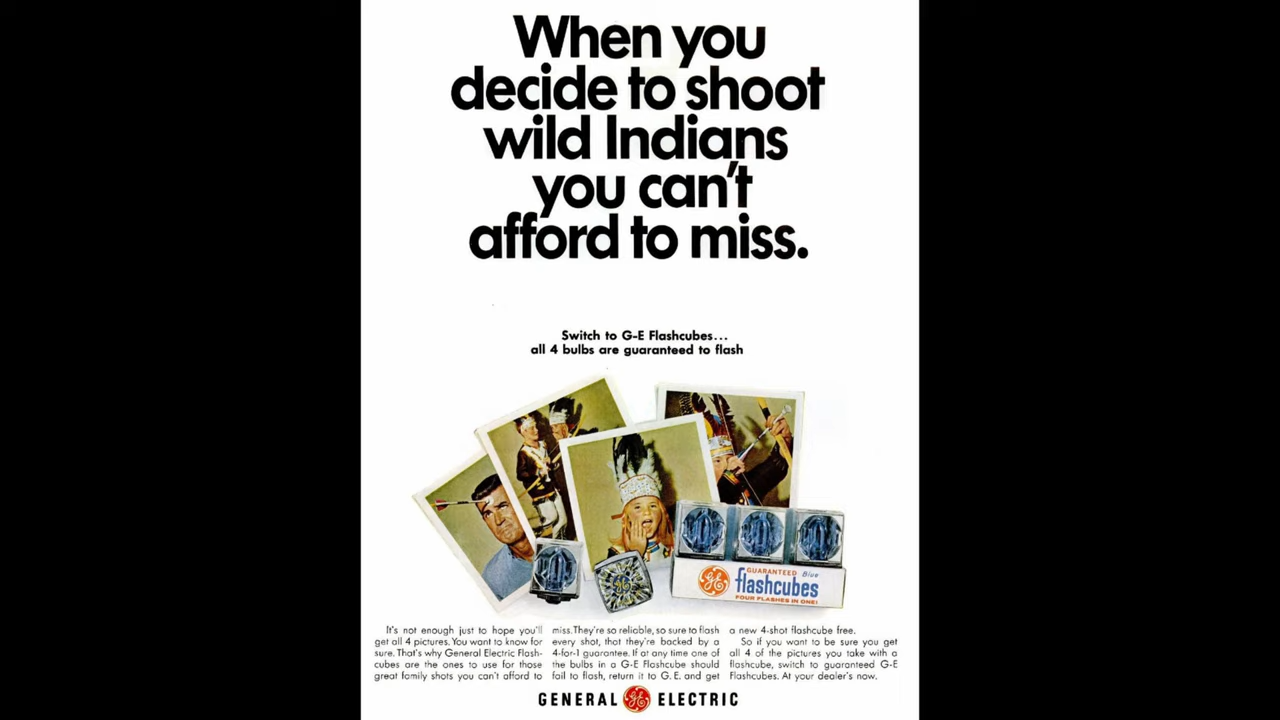 When you
decide to shoot
wild Indians
you can't
afford to miss.
Switch to G-E Flashcubes...
all 4 bulbs are guaranteed to flash
GUARANTEED Blue
flashcubes
FOUR FLASHES IN ONE!
It's not enough just to hope you'll
get all 4 pictures. You want to know for
sure. That's why General Electric Flash-
cubes are the ones to use for those
great family shots you can't afford to
miss. They're so reliable, so sure to flash
every shot, that they're backed by a
4-for-1 guarantee. If at any time one of
the bulbs in a G-E Flashcube should
fail to flash, return it to G. E. and get
a new 4-shot flashcube free.
So if you want to be sure you get
all 4 of the pictures you take with a
flashcube, switch to guaranteed G-E
Flashcubes. At your dealer's now.
GENERAL GE ELECTRIC